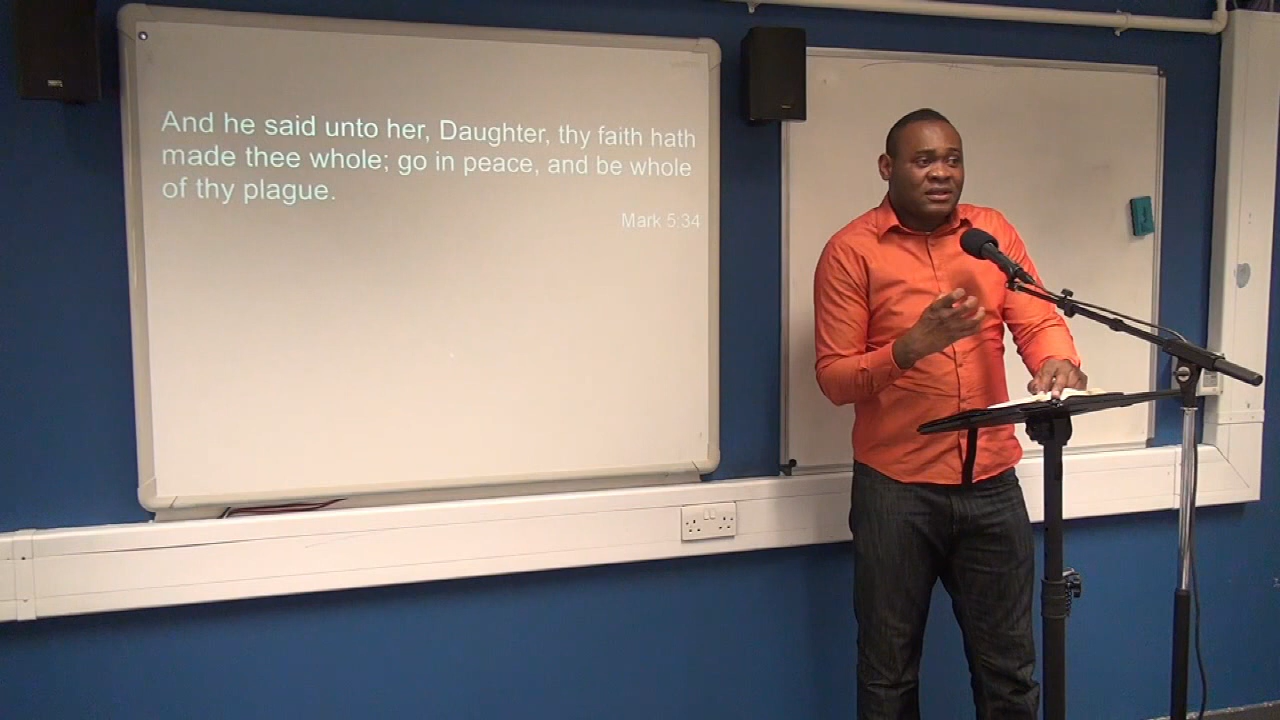 And he said unto her, Daughter, thy faith hath
made thee whole; go in peace, and be whole
of thy plague.
Mark 5:34